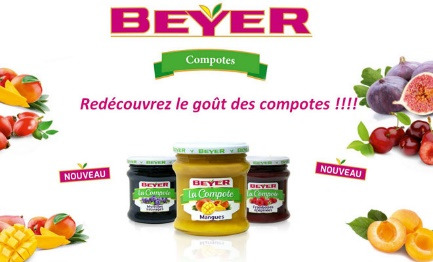 BEYER
Compotes
Redécouvrez le goût des compotes !!!!
NOUVEAU
NOUVEAU
BEYER
La Compote
BEYER
La Compote
Mangues
BEYER
La Compote